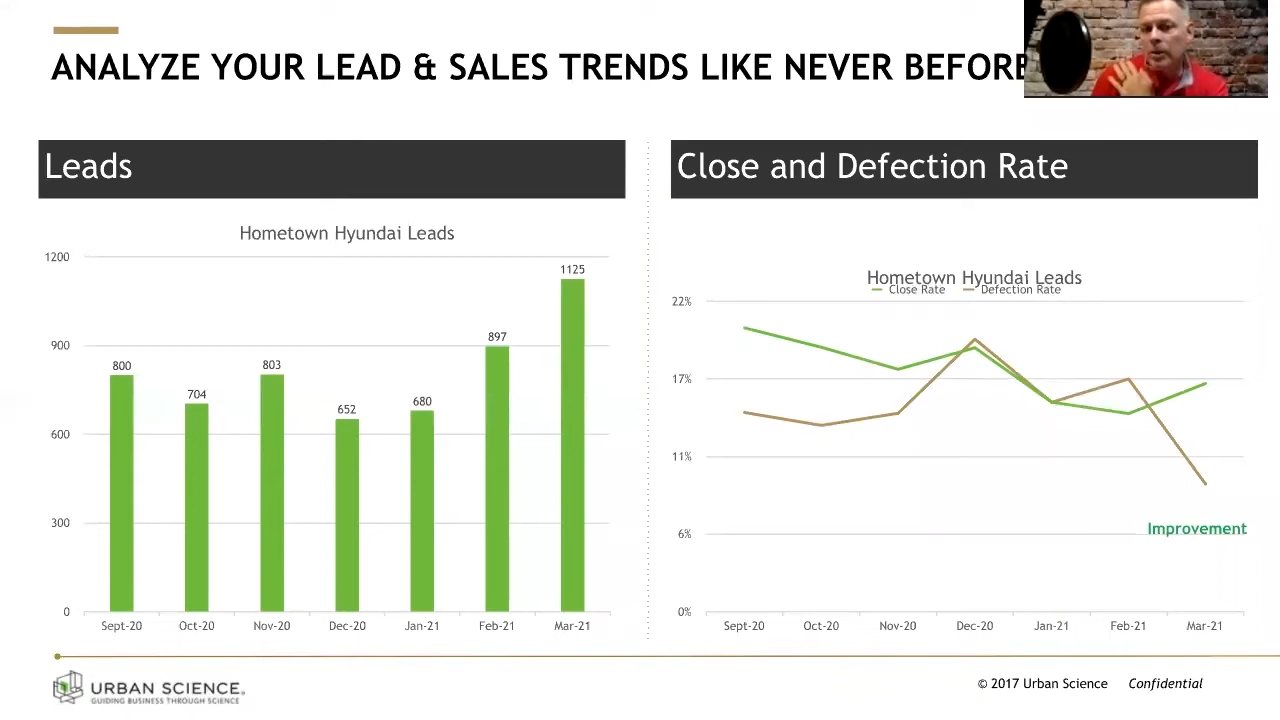 ANALYZE YOUR LEAD & SALES TRENDS LIKE NEVER BEFORE
Leads
Hometown Hyundai Leads
1200
900
600
300
0
800
704
803
652
680
897
1125
Sept-20 Oct-20 Nov-20 Dec-20 Jan-21 Feb-21 Mar-21
Close and Defection Rate
Hometown Hyundai Leads
Close Rate Defection Rate
22%
17%
11%
6%
0%
Improvement
Sept-20 Oct-20 Nov-20 Dec-20 Jan-21 Feb-21 Mar-21
URBAN SCIENCE
GUIDING BUSINESS THROUGH SCIENCE
© 2017 Urban Science Confidential